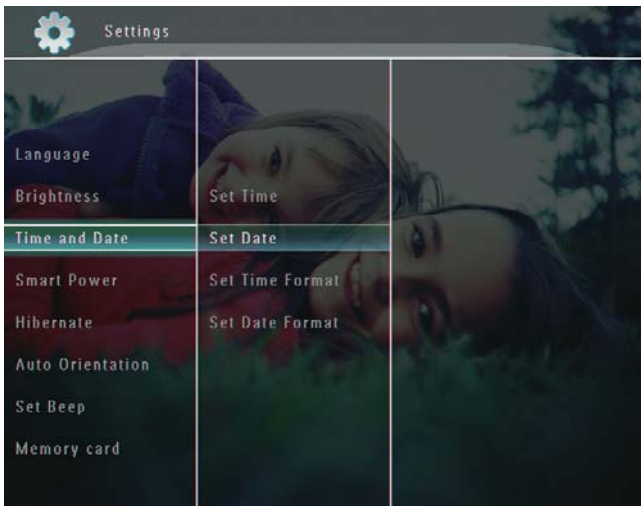 Settings
Language
Brightness
Time and Date
Smart Power
Hibernate
Auto Orientation
Set Beep
Memory card
Set Time
Set Date
Set Time Format
Set Date Format